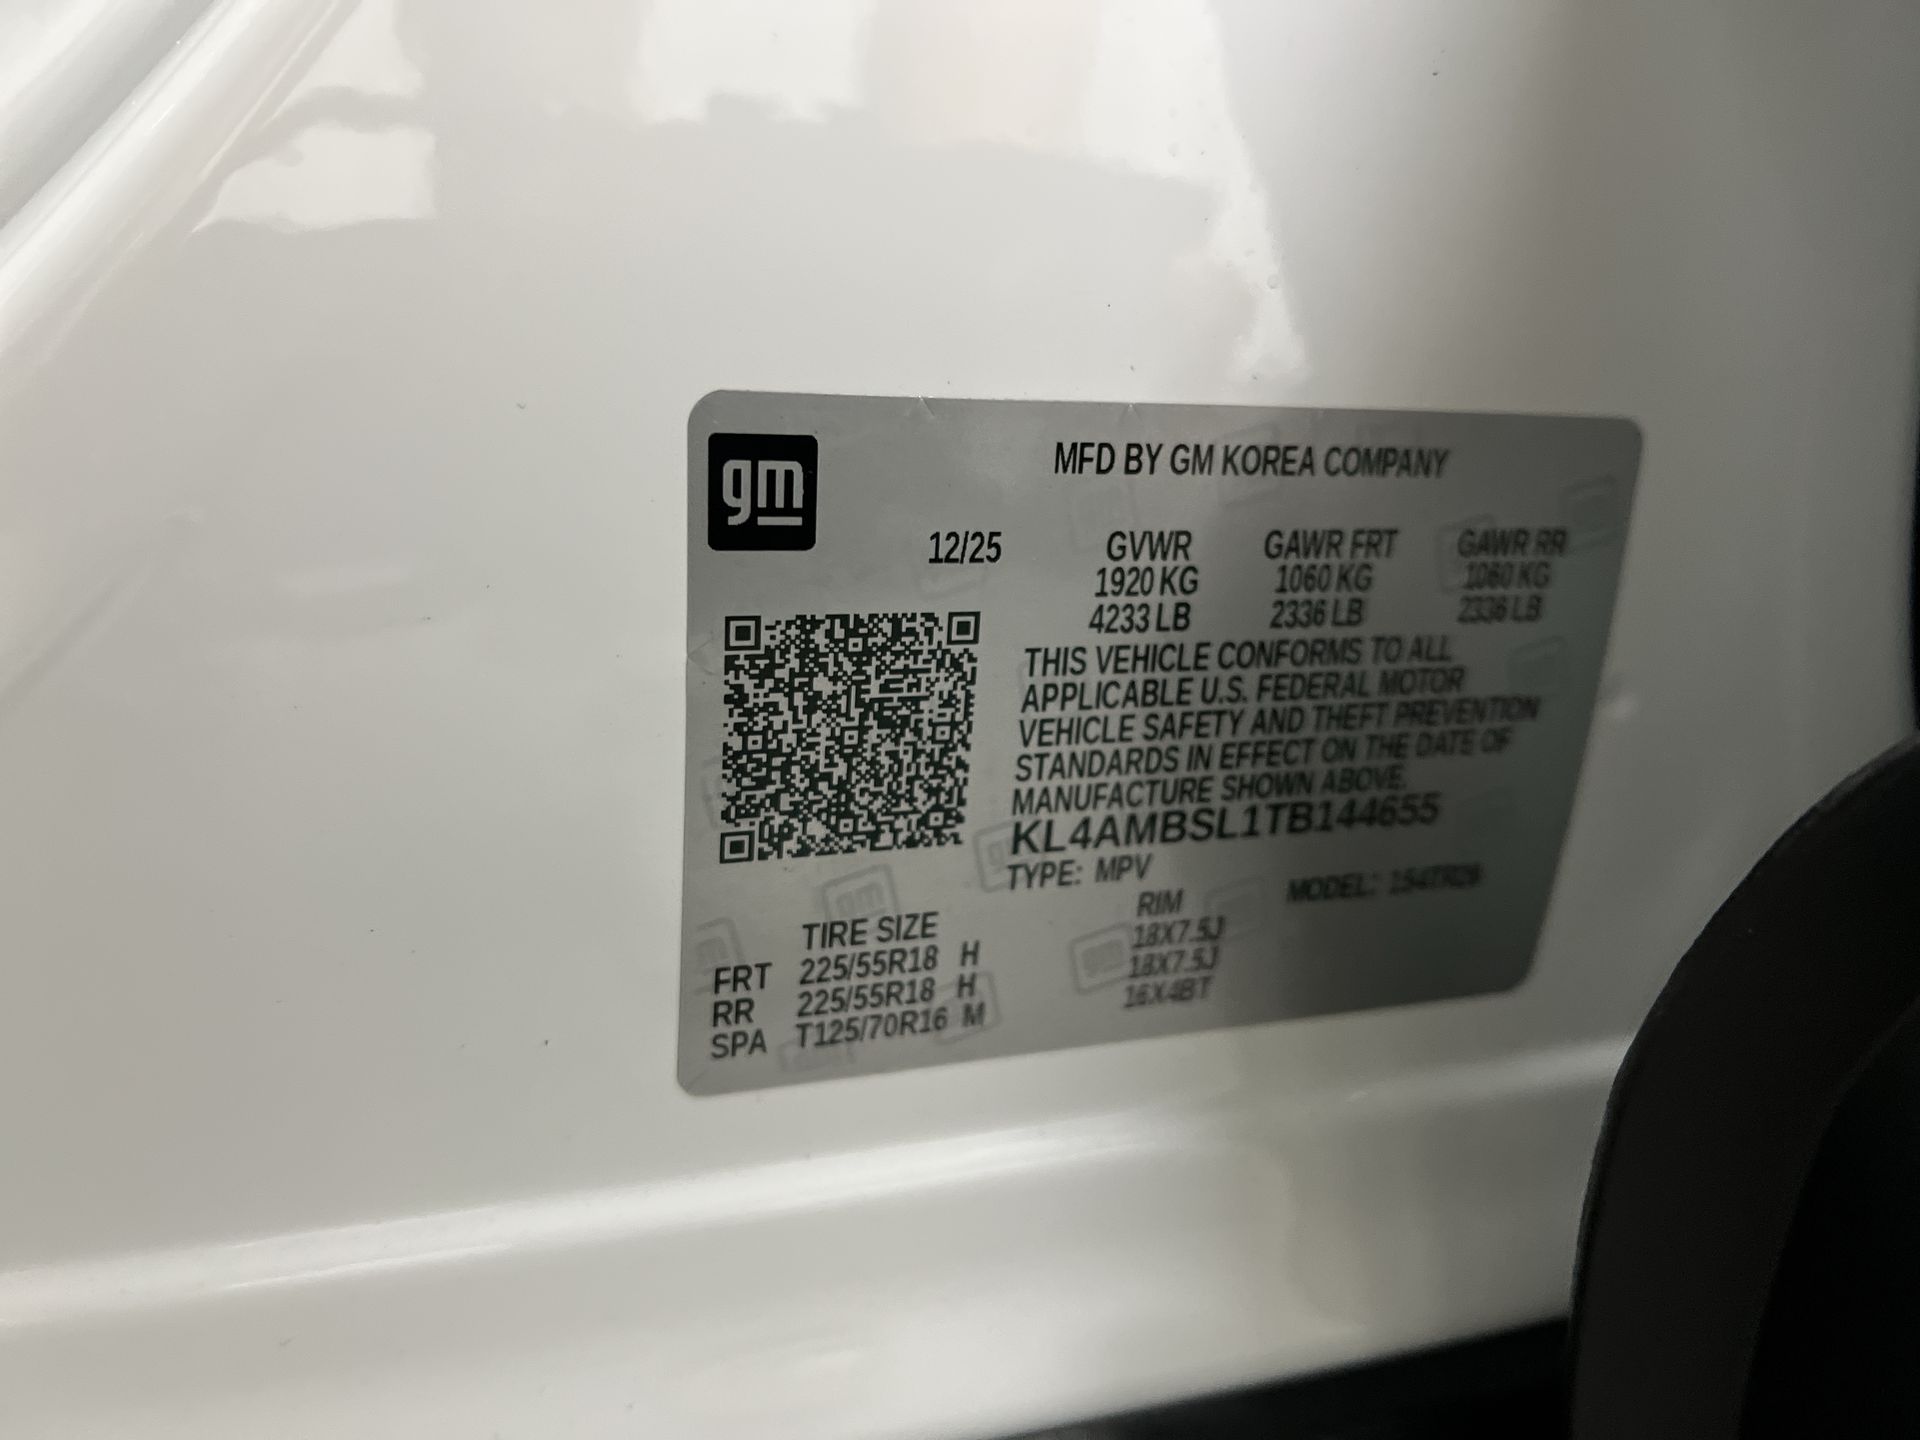 gm
MFD BY GM KOREA COMPANY
12/25 GVWR GAWR FRT GAWR RR
1920 KG 1060 KG 1060 KG
4233 LB 2336 LB 2336 LB
THIS VEHICLE CONFORMS TO ALL
APPLICABLE U.S. FEDERAL MOTOR
VEHICLE SAFETY AND THEFT PREVENTION
STANDARDS IN EFFECT ON THE DATE OF
MANUFACTURE SHOWN ABOVE.
KL4AMBSL1TB144655
TYPE: MPV MODEL:
TIRE SIZE RIM
FRT 225/55R18 H 18X7.5J
RR 225/55R18 H 18X7.5J
SPA T125/70R16 M 16X4BT